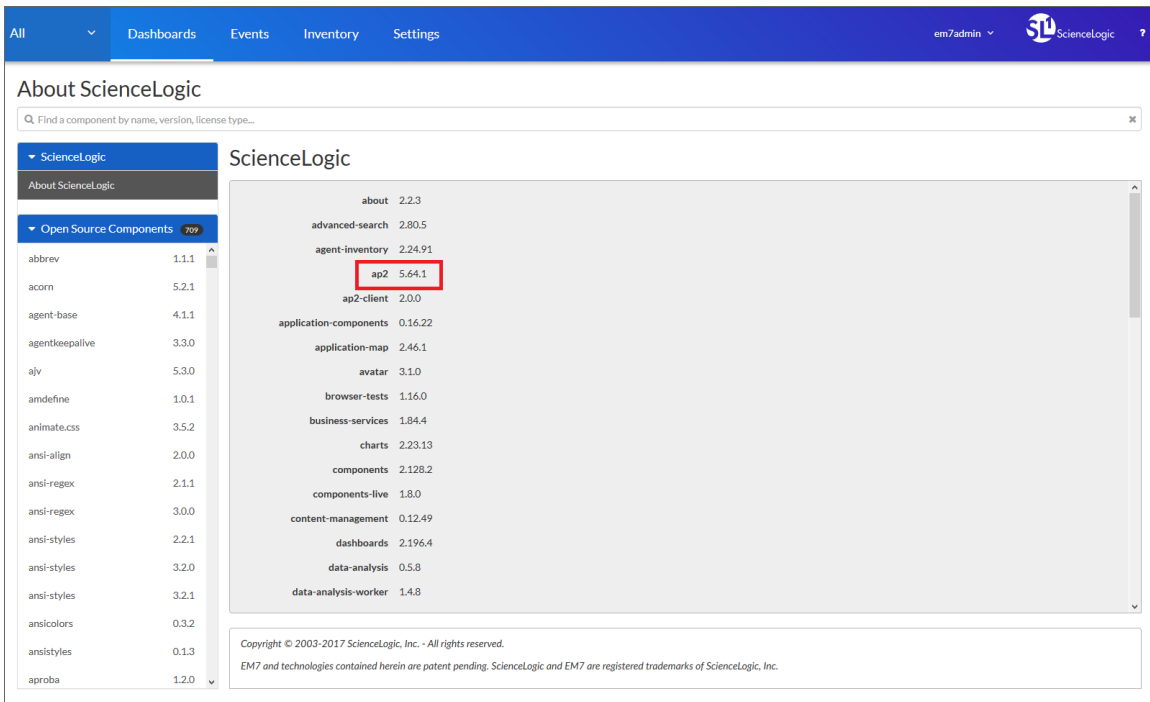 All Dashboards Events Inventory Settings em7admin SL1 ScienceLogic ?
About ScienceLogic
Find a component by name, version, license type...
ScienceLogic
About ScienceLogic
Open Source Components 709
abbrev 1.1.1
acorn 5.2.1
agent-base 4.1.1
agentkeepalive 3.3.0
ajv 5.3.0
amdefine 1.0.1
animate.css 3.5.2
ansi-align 2.0.0
ansi-regex 2.1.1
ansi-regex 3.0.0
ansi-styles 2.2.1
ansi-styles 3.2.0
ansi-styles 3.2.1
ansicolors 0.3.2
ansistyles 0.1.3
aproba 1.2.0
ScienceLogic
about 2.2.3
advanced-search 2.80.5
agent-inventory 2.24.91
ap2 5.64.1
ap2-client 2.0.0
application-components 0.16.22
application-map 2.46.1
avatar 3.1.0
browser-tests 1.16.0
business-services 1.84.4
charts 2.23.13
components 2.128.2
components-live 1.8.0
content-management 0.12.49
dashboards 2.196.4
data-analysis 0.5.8
data-analysis-worker 1.4.8
Copyright © 2003-2017 ScienceLogic, Inc. - All rights reserved.
EM7 and technologies contained herein are patent pending. ScienceLogic and EM7 are registered trademarks of ScienceLogic, Inc.